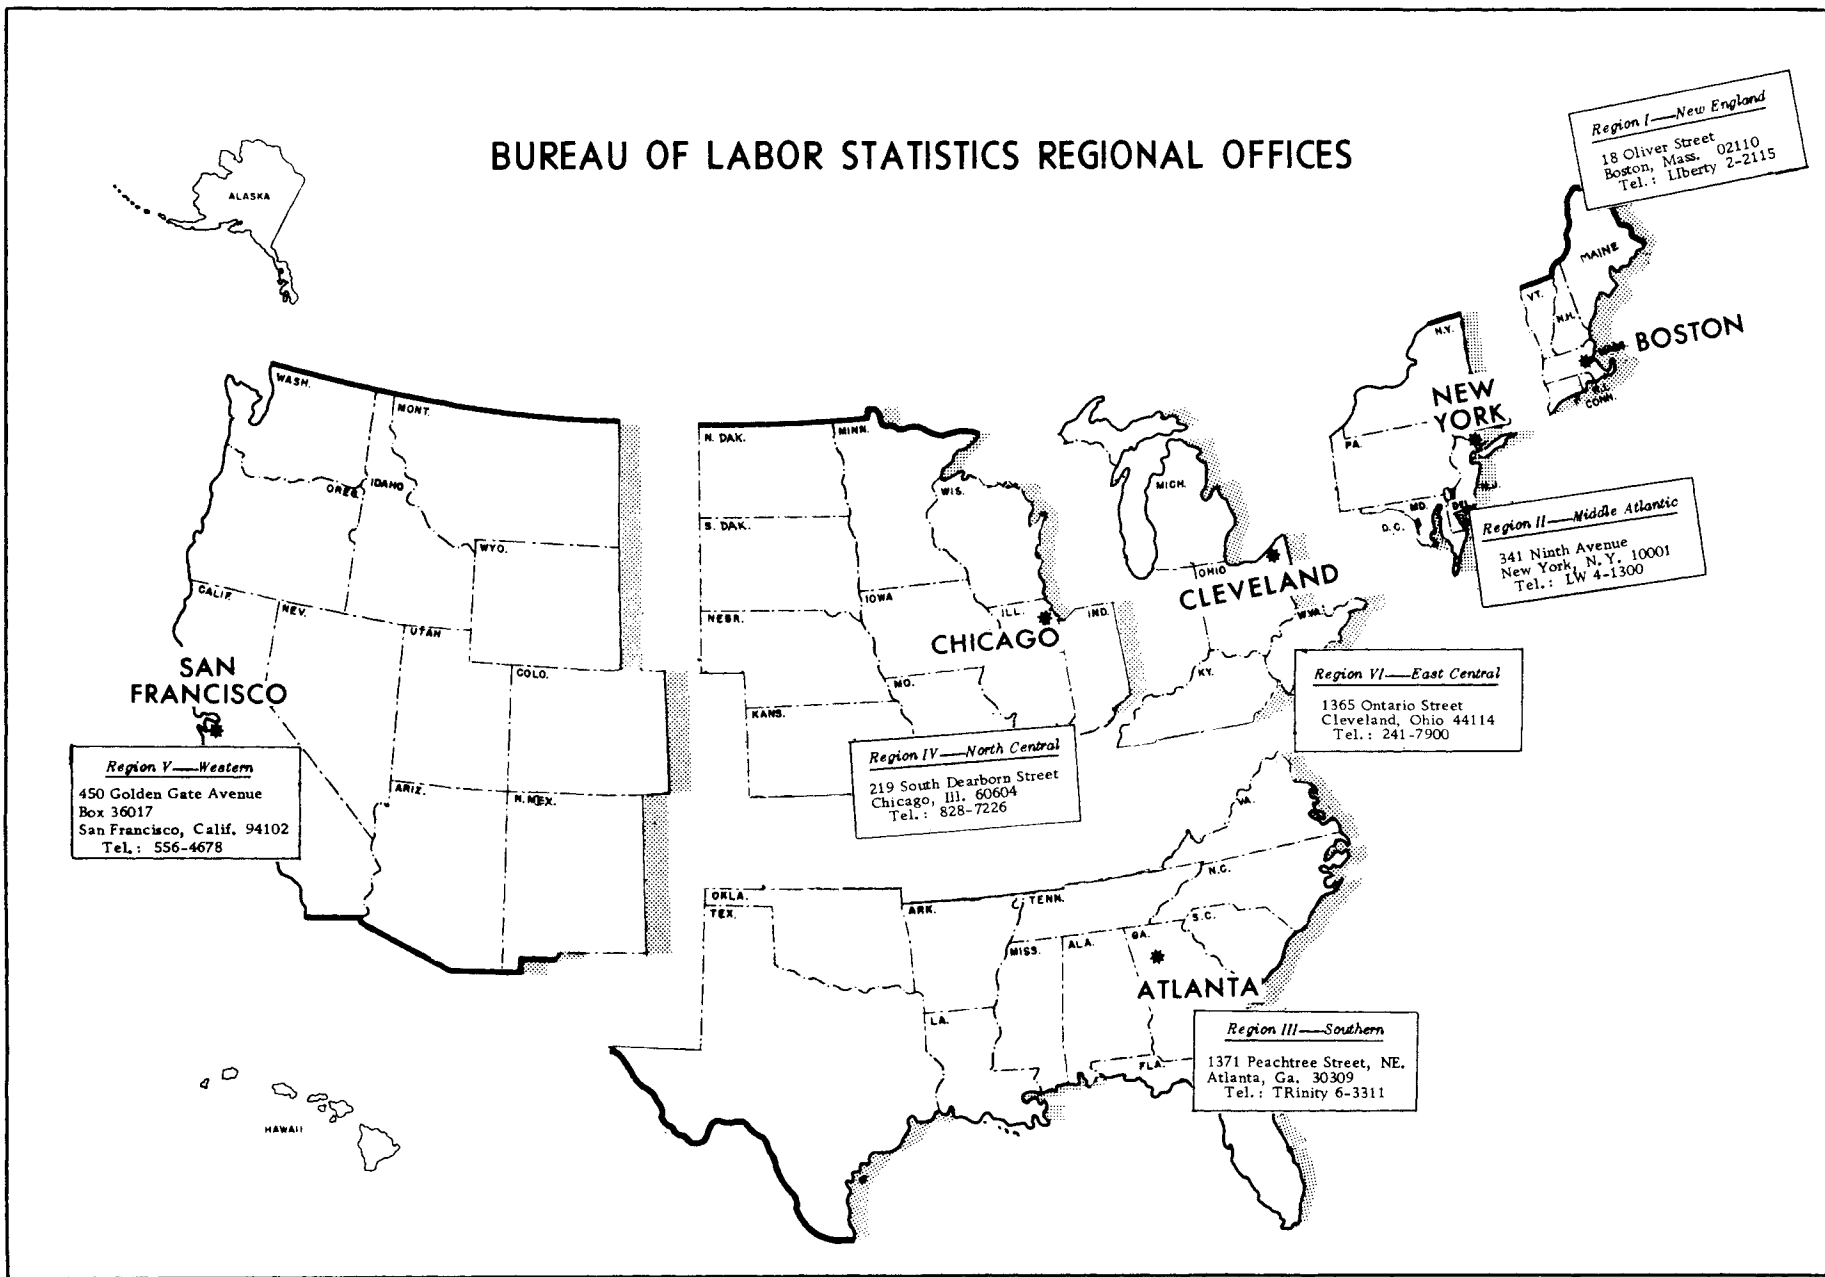 BUREAU OF LABOR STATISTICS REGIONAL OFFICES
Region I—New England
18 Oliver Street
Boston, Mass. 02110
Tel.: LIberty 2-2115
ALASKA
MAINE
VT.
N.H.
BOSTON
R.I.
CONN.
N.Y.
NEW
YORK
PA.
N.J.
MD.
DEL.
D.C.
Region II—Middle Atlantic
341 Ninth Avenue
New York, N. Y. 10001
Tel.: LW 4-1300
WASH.
MONT.
OREG.
IDAHO
WYO.
CALIF.
NEV.
UTAH
COLO.
ARIZ.
N. MEX.
SAN
FRANCISCO
Region V—Western
450 Golden Gate Avenue
Box 36017
San Francisco, Calif. 94102
Tel.: 556-4678
N. DAK.
MINN.
S. DAK.
WIS.
MICH.
IOWA
NEBR.
ILL.
IND.
CHICAGO
MO.
KANS.
Region IV—North Central
219 South Dearborn Street
Chicago, Ill. 60604
Tel.: 828-7226
OHIO
CLEVELAND
W.VA.
KY.
Region VI—East Central
1365 Ontario Street
Cleveland, Ohio 44114
Tel.: 241-7900
VA.
N.C.
OKLA.
TEX.
ARK.
TENN.
S.C.
MISS.
ALA.
GA.
ATLANTA
LA.
FLA.
Region III—Southern
1371 Peachtree Street, NE.
Atlanta, Ga. 30309
Tel.: TRinity 6-3311
HAWAII